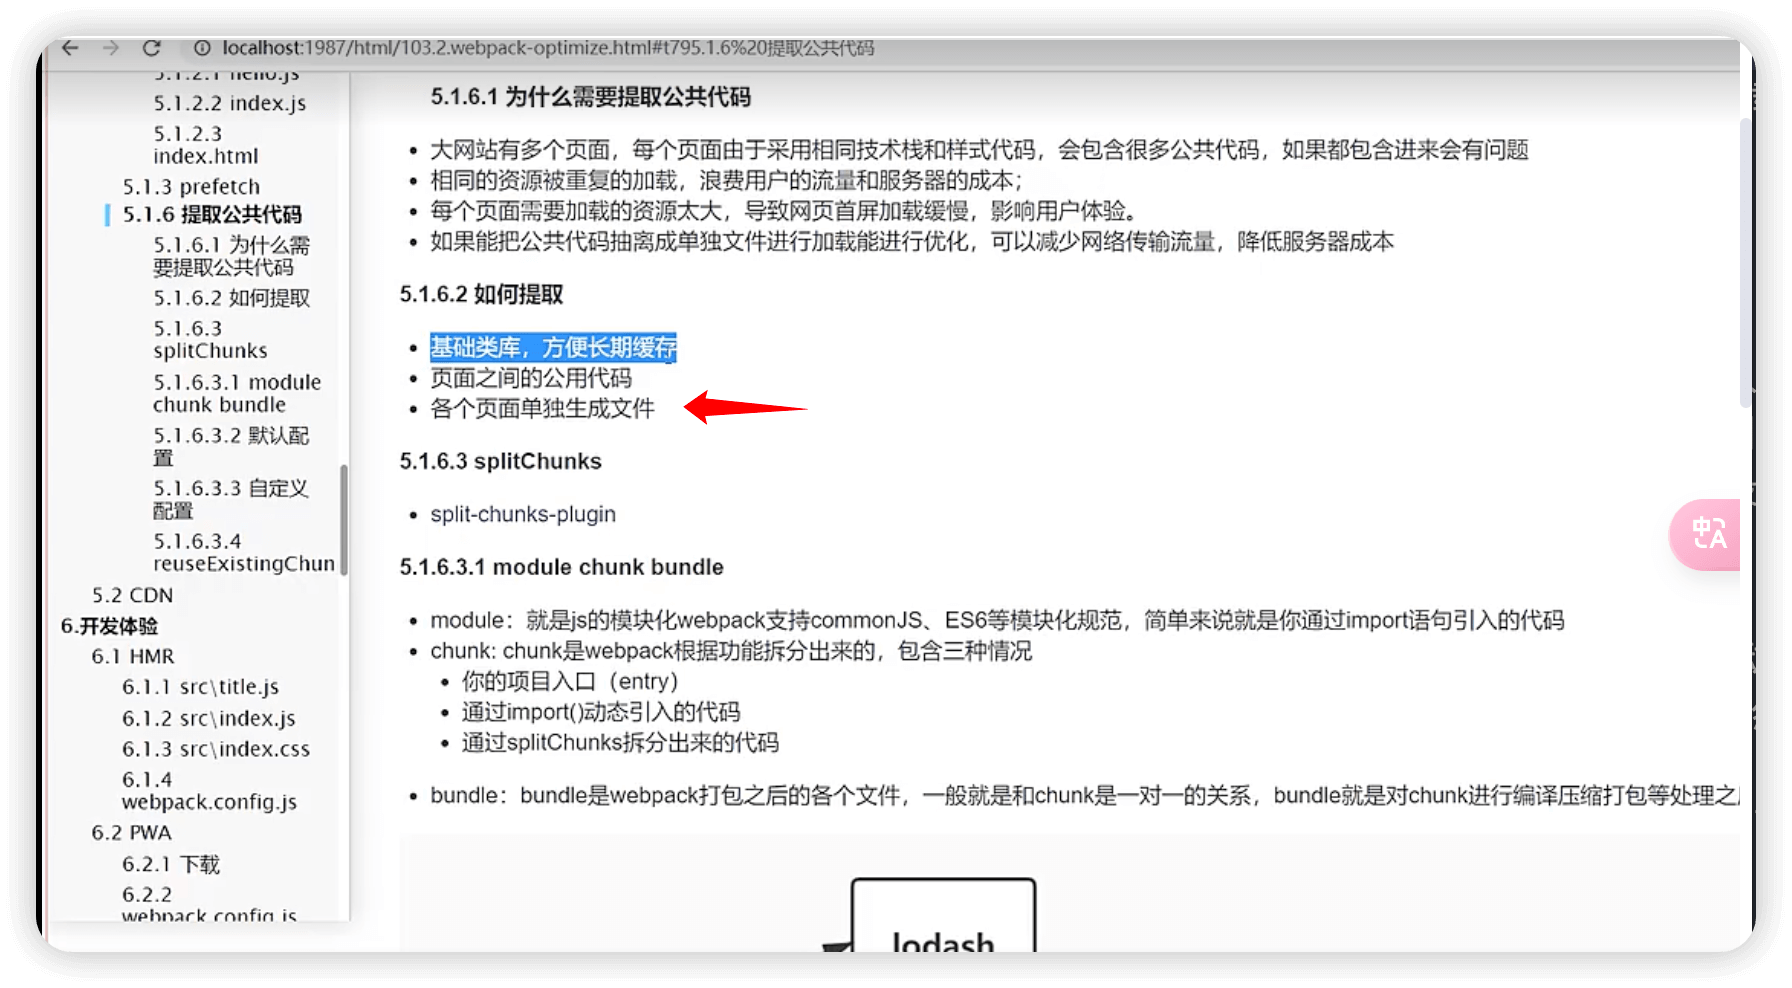 localhost:1987/html/103.2.webpack-optimize.html#t795.1.6%20提取公共代码
5.1.2.1 hello.js
5.1.2.2 index.js
5.1.2.3
index.html
5.1.3 prefetch
5.1.6 提取公共代码
5.1.6.1 为什么需
要提取公共代码
5.1.6.2 如何提取
5.1.6.3
splitChunks
5.1.6.3.1 module
chunk bundle
5.1.6.3.2 默认配
置
5.1.6.3.3 自定义
配置
5.1.6.3.4
reuseExistingChun
5.2 CDN
6.开发体验
6.1 HMR
6.1.1 src\title.js
6.1.2 src\index.js
6.1.3 src\index.css
6.1.4
webpack.config.js
6.2 PWA
6.2.1 下载
6.2.2
webpack.config.js
5.1.6.1 为什么需要提取公共代码
大网站有多个页面，每个页面由于采用相同技术栈和样式代码，会包含很多公共代码，如果都包含进来会有问题
相同的资源被重复的加载，浪费用户的流量和服务器的成本；
每个页面需要加载的资源太大，导致网页首屏加载缓慢，影响用户体验。
如果能把公共代码抽离成单独文件进行加载能进行优化，可以减少网络传输流量，降低服务器成本
5.1.6.2 如何提取
基础类库，方便长期缓存
页面之间的公用代码
各个页面单独生成文件
5.1.6.3 splitChunks
split-chunks-plugin
5.1.6.3.1 module chunk bundle
module：就是js的模块化webpack支持commonJS、ES6等模块化规范，简单来说就是你通过import语句引入的代码
chunk: chunk是webpack根据功能拆分出来的，包含三种情况
你的项目入口（entry）
通过import()动态引入的代码
通过splitChunks拆分出来的代码
bundle：bundle是webpack打包之后的各个文件，一般就是和chunk是一对一的关系，bundle就是对chunk进行编译压缩打包等处理之
lodash
中A